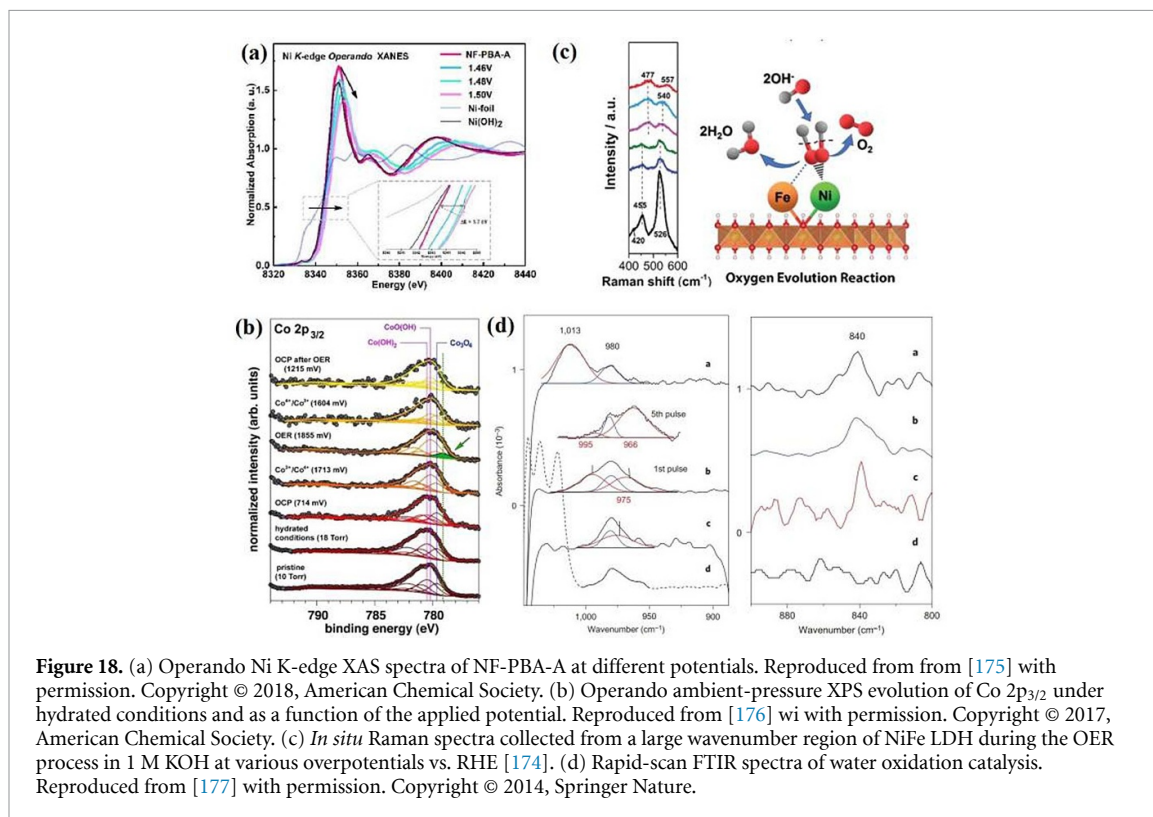 (a)
Ni K-edge Operando XANES
NF-PBA-A
1.46V
1.48V
1.50V
Ni-foil
Ni(OH)2
Normalized Absorption (a. u.)
1.5
1.0
0.5
0.0
8320
8340
8360
8380
8400
8420
8440
Energy (eV)
(c)
Intensity / a.u.
477
557
540
455
420
526
400 500 600
Raman shift (cm-1)
2OH-
2H2O
O2
Fe
Ni
Oxygen Evolution Reaction
(b)
Co 2p3/2
CoO(OH)
Co(OH)2
Co3O4
OCP after OER
(1215 mV)
Co4+/Co3+ (1604 mV)
OER (1855 mV)
Co3+/Co4+ (1713 mV)
OCP (714 mV)
hydrated
conditions (18 Torr)
pristine
(10 Torr)
normalized intensity (arb. units)
790
785
780
binding energy (eV)
(d)
1,013
980
a
1
5th pulse
995
966
1st pulse
b
975
0
c
d
Absorbance (10-3)
1,000
950
900
Wavenumber (cm-1)
840
a
1
b
c
0
d
880
840
800
Wavenumber (cm-1)
Figure 18. (a) Operando Ni K-edge XAS spectra of NF-PBA-A at different potentials. Reproduced from from [175] with
permission. Copyright © 2018, American Chemical Society. (b) Operando ambient-pressure XPS evolution of Co 2p3/2 under
hydrated conditions and as a function of the applied potential. Reproduced from [176] wi with permission. Copyright © 2017,
American Chemical Society. (c) In situ Raman spectra collected from a large wavenumber region of NiFe LDH during the OER
process in 1 M KOH at various overpotentials vs. RHE [174]. (d) Rapid-scan FTIR spectra of water oxidation catalysis.
Reproduced from [177] with permission. Copyright © 2014, Springer Nature.